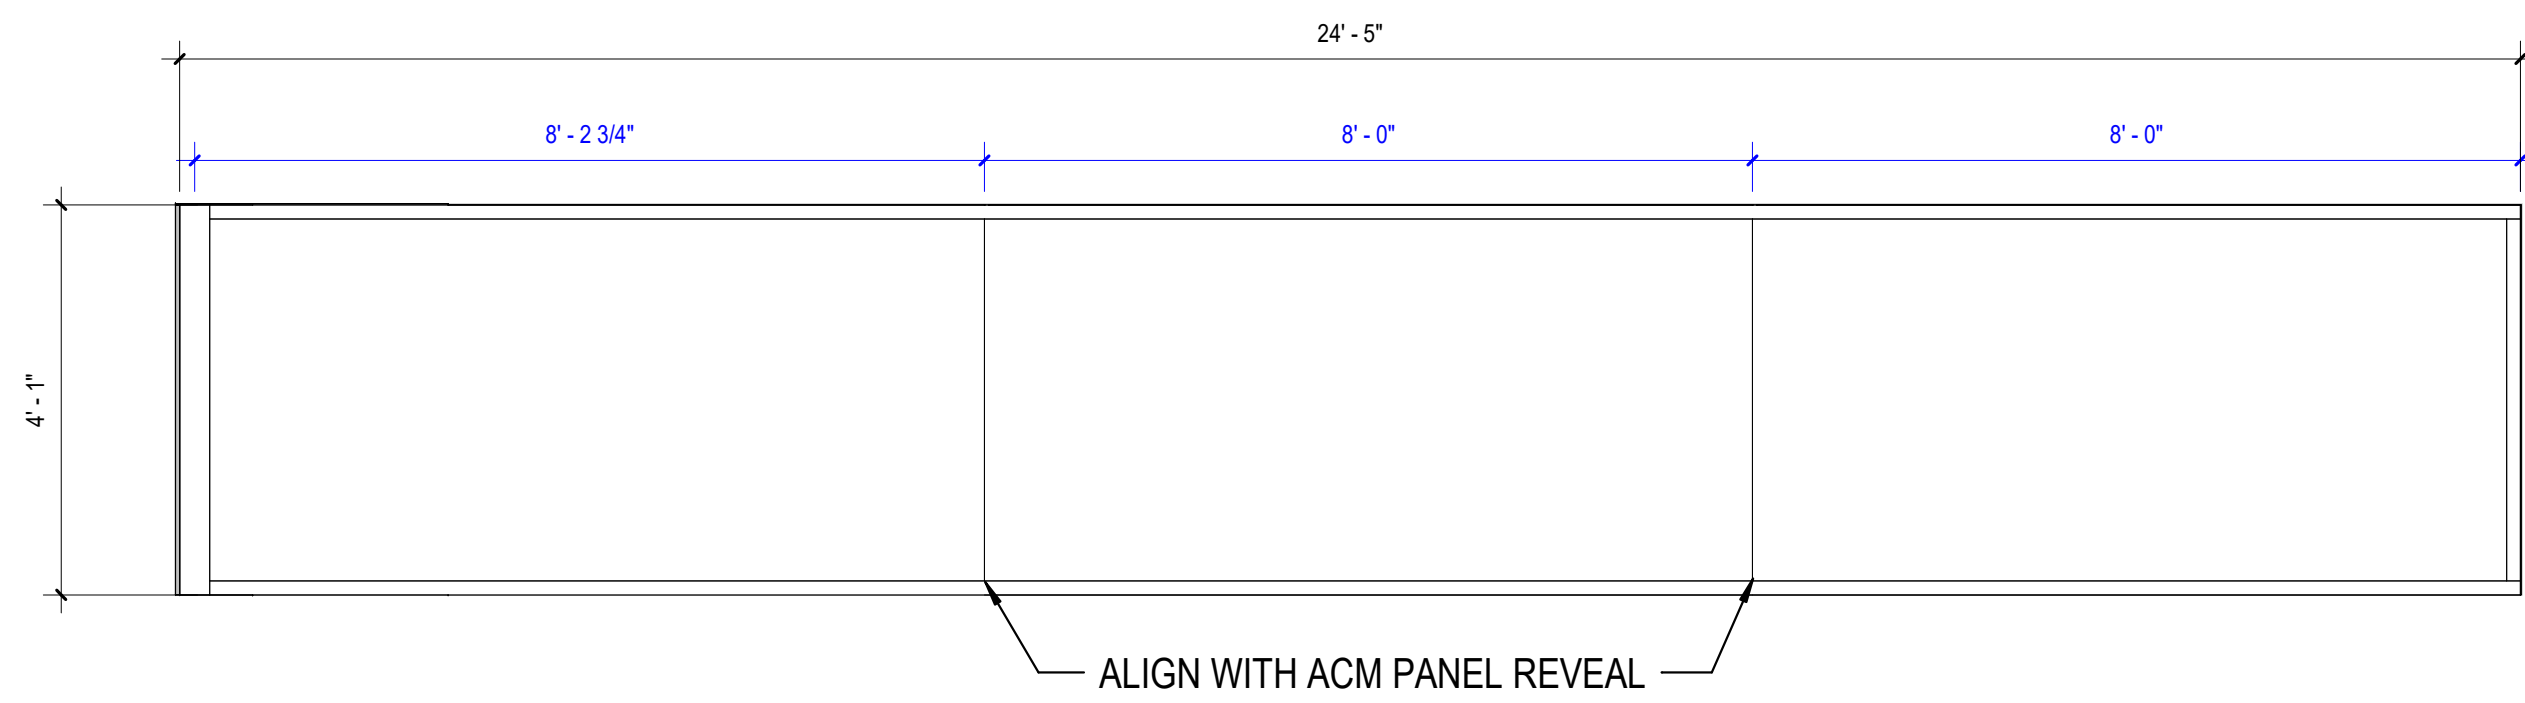 24' - 5"
8' - 2 3/4"
8' - 0"
8' - 0"
4' - 1"
ALIGN WITH ACM PANEL REVEAL